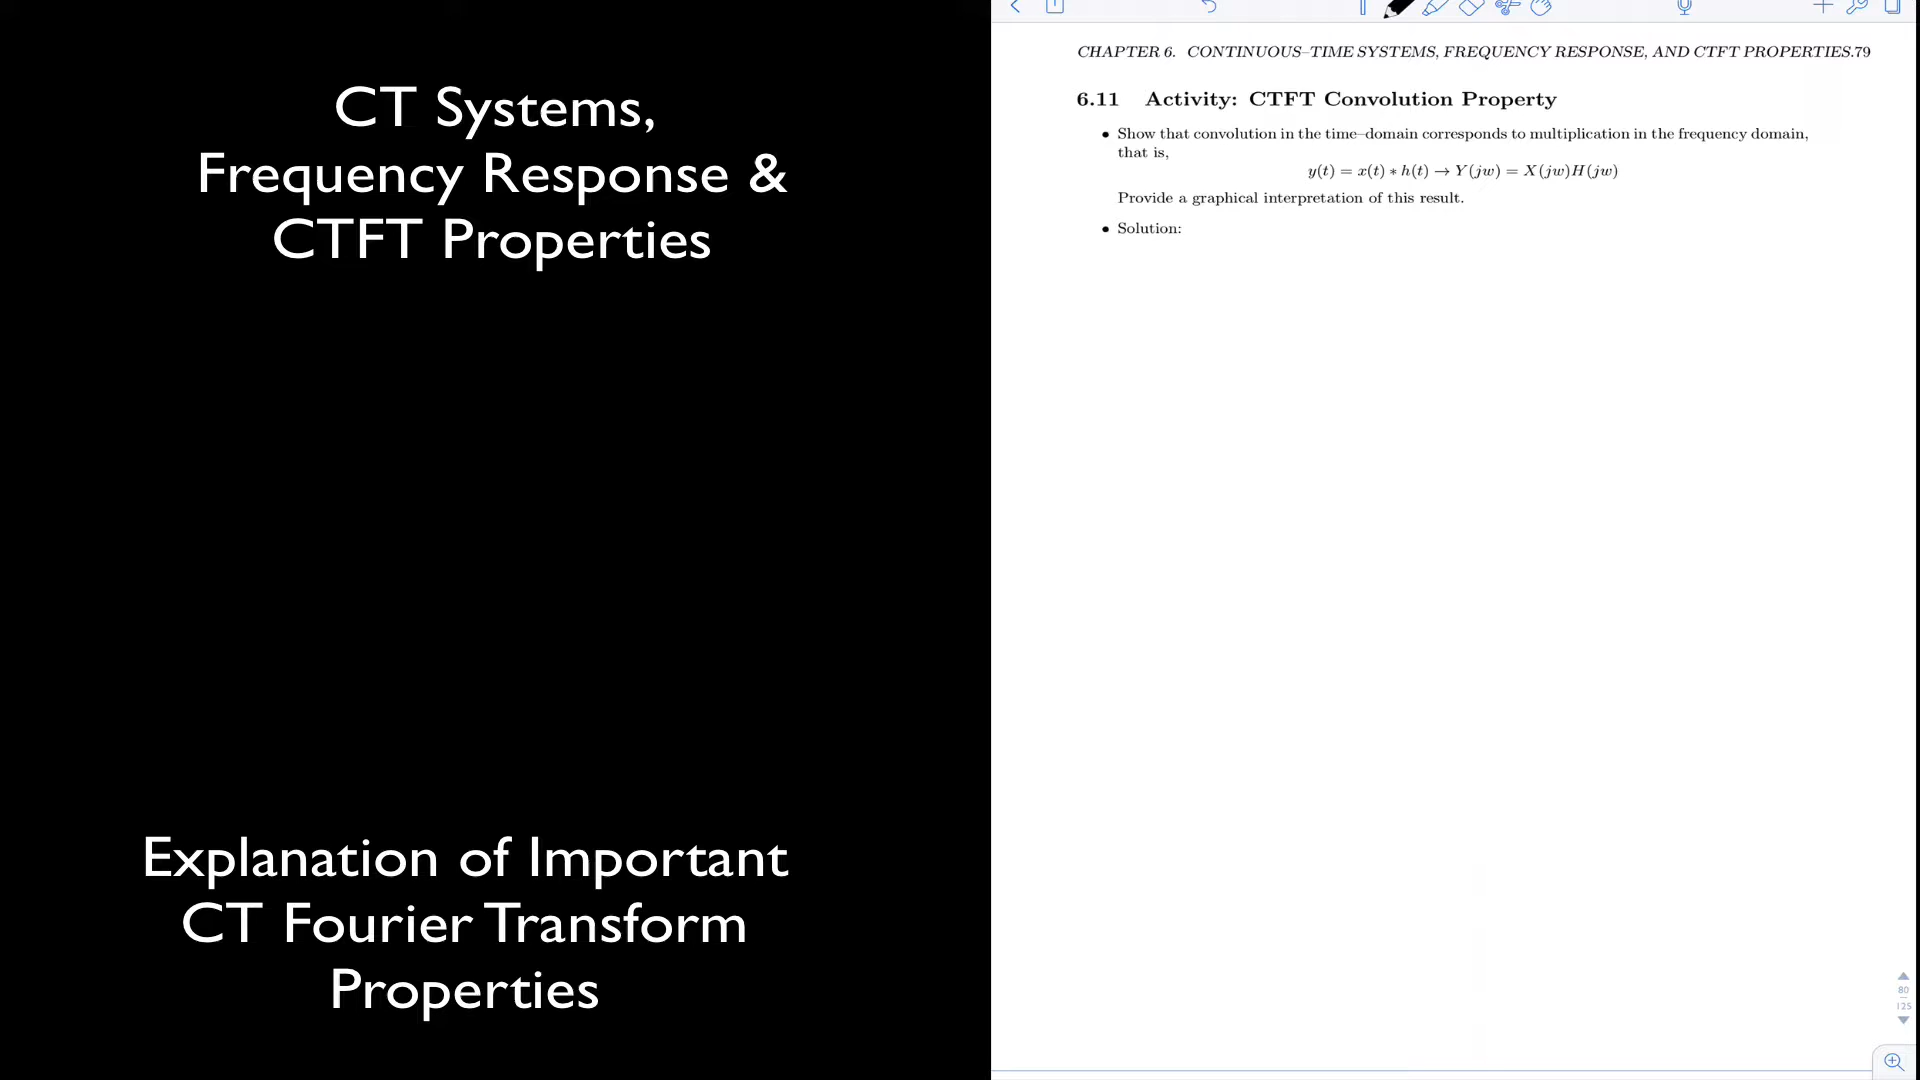 CT Systems,
Frequency Response &
CTFT Properties
Explanation of Important
CT Fourier Transform
Properties
CHAPTER 6. CONTINUOUS–TIME SYSTEMS, FREQUENCY RESPONSE, AND CTFT PROPERTIES.79
6.11 Activity: CTFT Convolution Property
• Show that convolution in the time–domain corresponds to multiplication in the frequency domain,
that is,
y(t) = x(t) ∗ h(t) → Y(jw) = X(jw)H(jw)
Provide a graphical interpretation of this result.
• Solution:
80
125